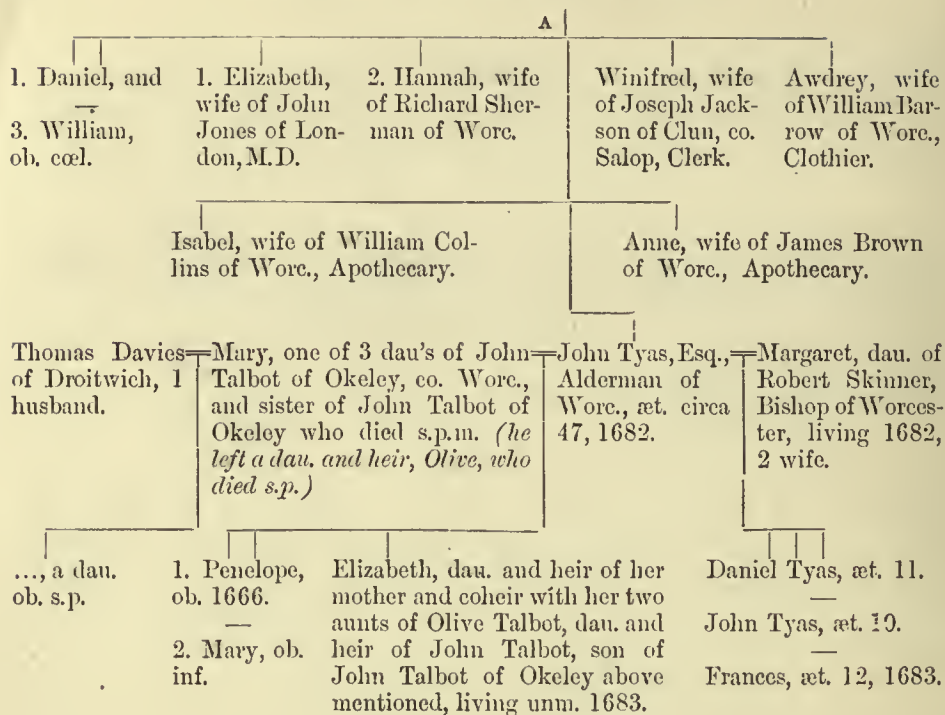 A
1. Daniel, and
—
3. William,
ob. cœl.
1. Elizabeth,
wife of John
Jones of Lon-
don, M.D.
2. Hannah, wife
of Richard Sher-
man of Worc.
Winifred, wife
of Joseph Jack-
son of Clun, co.
Salop, Clerk.
Awdrey, wife
of William Bar-
row of Worc.,
Clothier.
Isabel, wife of William Col-
lins of Worc., Apothecary.
Anne, wife of James Brown
of Worc., Apothecary.
Thomas Davies
of Droitwich, 1
husband.
Mary, one of 3 dau's of John
Talbot of Okeley, co. Worc.,
and sister of John Talbot of
Okeley who died s.p.m. (he
left a dau. and heir, Olive, who
died s.p.)
John Tyas, Esq.,
Alderman of
Worc., æt. circa
47, 1682.
Margaret, dau. of
Robert Skinner,
Bishop of Worces-
ter, living 1682,
2 wife.
..., a dau.
ob. s.p.
1. Penelope,
ob. 1666.
—
2. Mary, ob.
inf.
Elizabeth, dau. and heir of her
mother and coheir with her two
aunts of Olive Talbot, dau. and
heir of John Talbot, son of
John Talbot of Okeley above
mentioned, living unm. 1683.
Daniel Tyas, æt. 11.
—
John Tyas, æt. 10.
—
Frances, æt. 12, 1683.